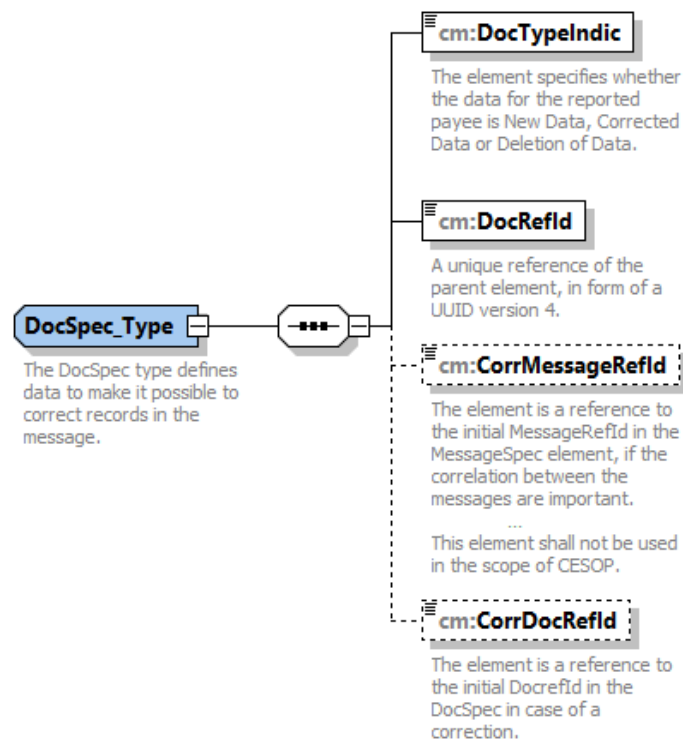 cm:DocTypeIndic
The element specifies whether
the data for the reported
payee is New Data, Corrected
Data or Deletion of Data.
cm:DocRefId
A unique reference of the
parent element, in form of a
UUID version 4.
DocSpec_Type
The DocSpec type defines
data to make it possible to
correct records in the
message.
cm:CorrMessageRefId
The element is a reference to
the initial MessageRefId in the
MessageSpec element, if the
correlation between the
messages are important.
...
This element shall not be used
in the scope of CESOP.
cm:CorrDocRefId
The element is a reference to
the initial DocrefId in the
DocSpec in case of a
correction.